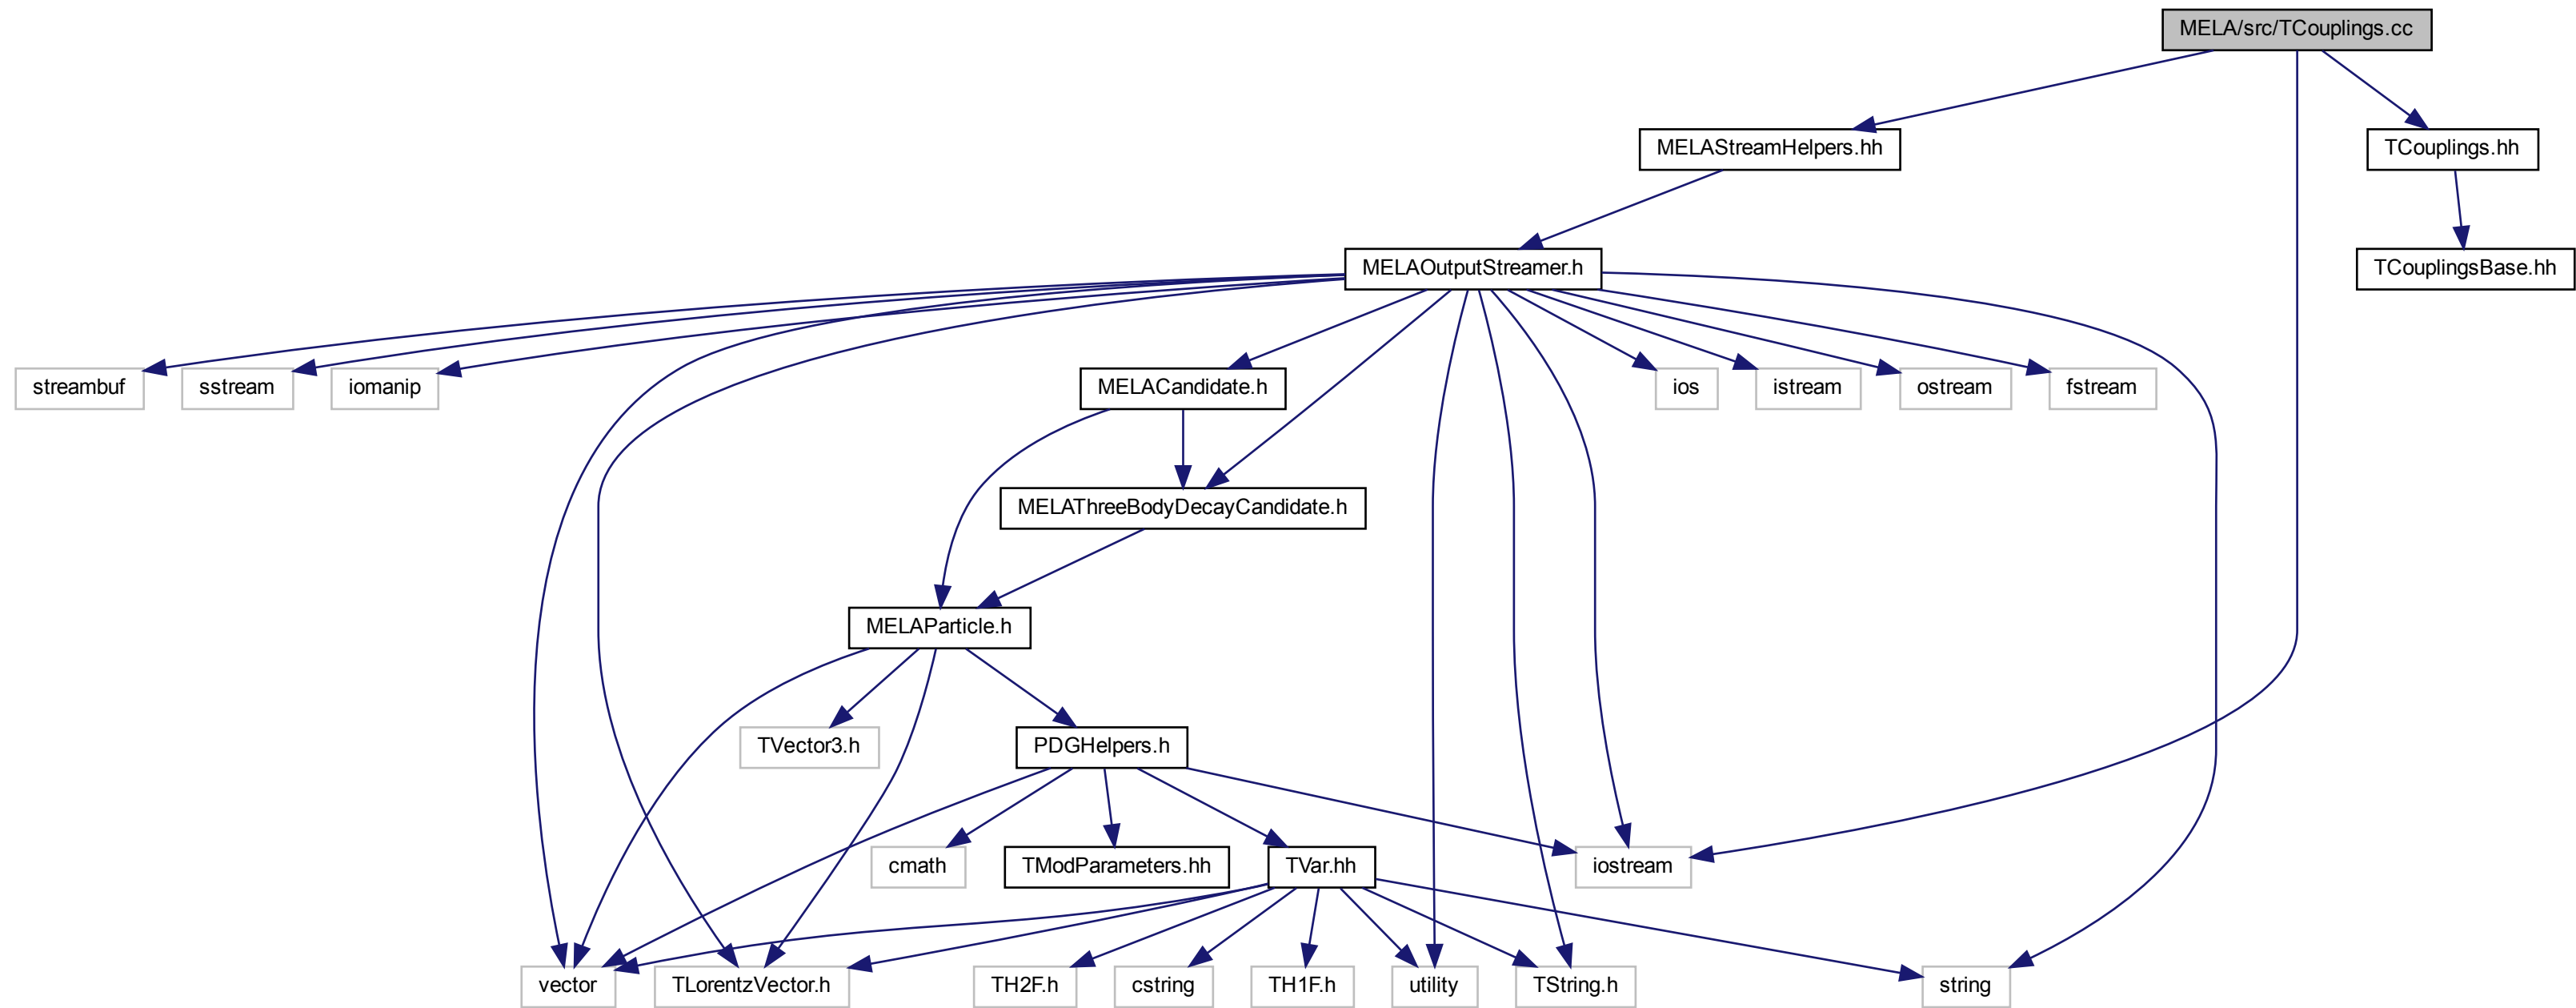 MELA/src/TCouplings.cc
MELAStreamHelpers.hh
TCouplings.hh
MELAOutputStreamer.h
TCouplingsBase.hh
streambuf
sstream
iomanip
MELACandidate.h
ios
istream
ostream
fstream
MELAThreeBodyDecayCandidate.h
MELAParticle.h
TVector3.h
PDGHelpers.h
cmath
TModParameters.hh
TVar.hh
iostream
vector
TLorentzVector.h
TH2F.h
cstring
TH1F.h
utility
TString.h
string